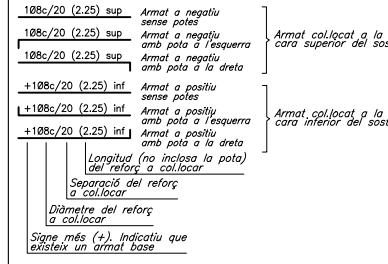 1Ø8c/20 (2.25) sup Armat a negatiu
sense potes
1Ø8c/20 (2.25) sup Armat a negatiu
amb pota a l'esquerra
1Ø8c/20 (2.25) sup Armat a negatiu
amb pota a la dreta
Armat col.locat a la
cara superior del sos
+1Ø8c/20 (2.25) inf Armat a positiu
sense potes
+1Ø8c/20 (2.25) inf Armat a positiu
amb pota a l'esquerra
+1Ø8c/20 (2.25) inf Armat a positiu
amb pota a la dreta
Armat col.locat a la
cara inferior del sost
Longitud (no inclosa la pota)
del reforç a col.locar
Separació del reforç
a col.locar
Diàmetre del reforç
a col.locar
Signe més (+). Indicatiu que
existeix un armat base